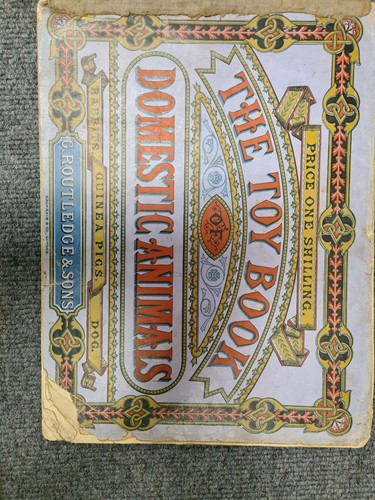 PRICE ONE SHILLING.
THE TOY BOOK
OF
DOMESTIC ANIMALS
RABBITS. GUINEA PIGS. DOG.
G. ROUTLEDGE & SONS